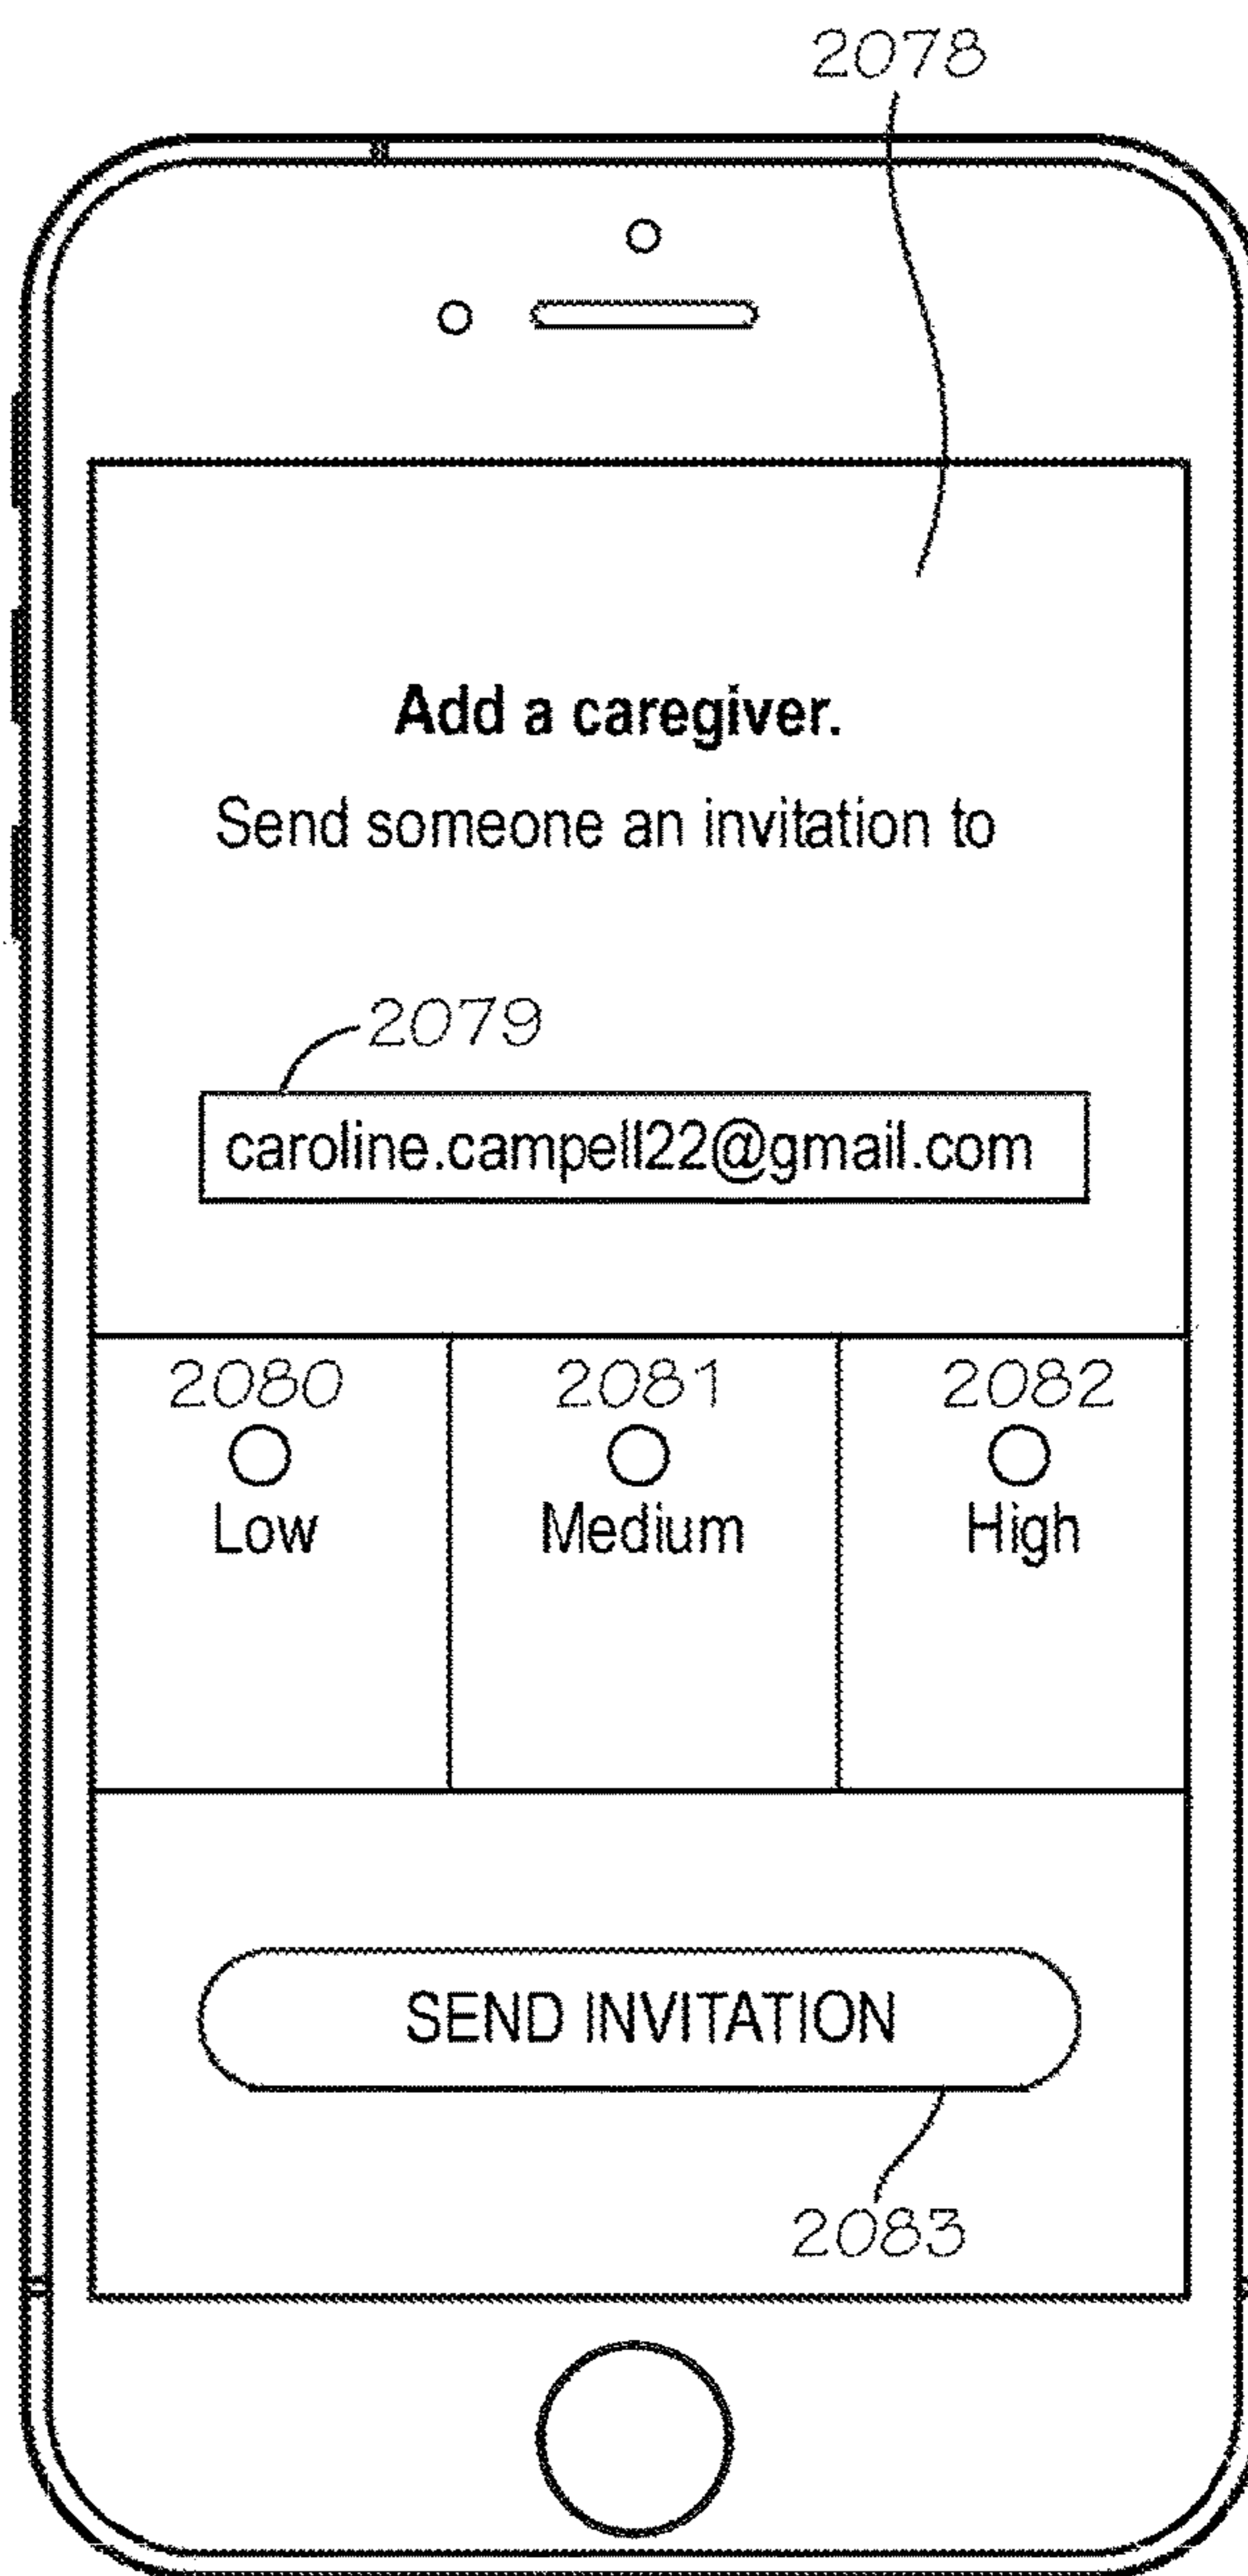 2078
Add a caregiver.
Send someone an invitation to
2079
caroline.campell22@gmail.com
2080 2081 2082
Low Medium High
SEND INVITATION
2083